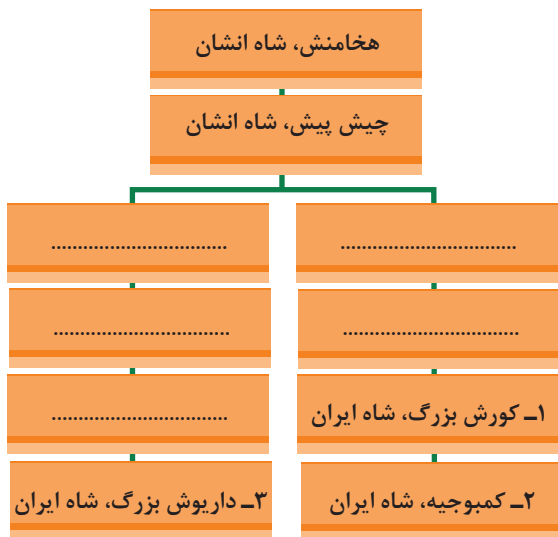 هخامنش، شاه انشان
چیش پیش، شاه انشان
.................................
.................................
.................................
.................................
۱ـ کورش بزرگ، شاه ایران
.................................
۲ـ کمبوجیه، شاه ایران
۳ـ داریوش بزرگ، شاه ایران